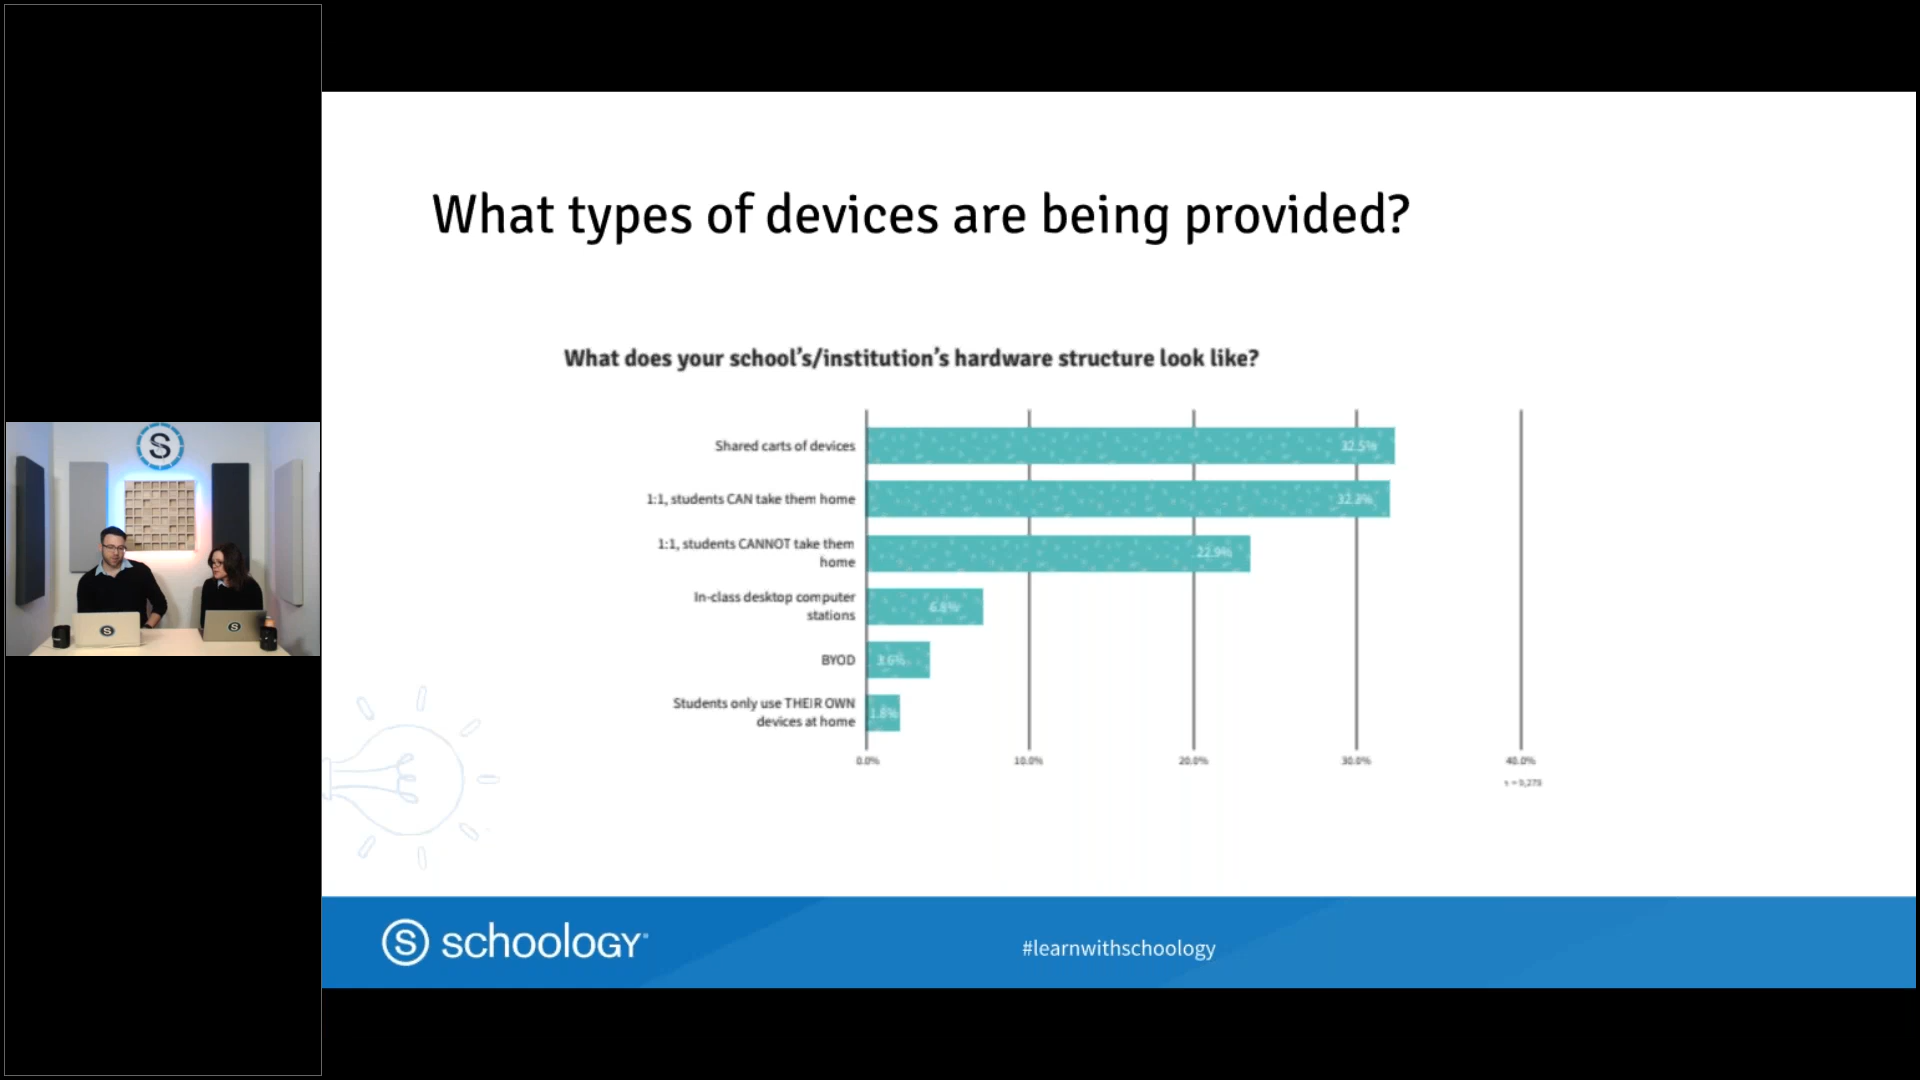 What types of devices are being provided?
What does your school's/institution's hardware structure look like?
Shared carts of devices
32.5%
1:1, students CAN take them home
32.3%
1:1, students CANNOT take them
home
22.9%
In-class desktop computer
stations
6.8%
BYOD
3.6%
Students only use THEIR OWN
devices at home
1.8%
0.0%
10.0%
20.0%
30.0%
40.0%
S schoology
#learnwithschoology
S
S
S